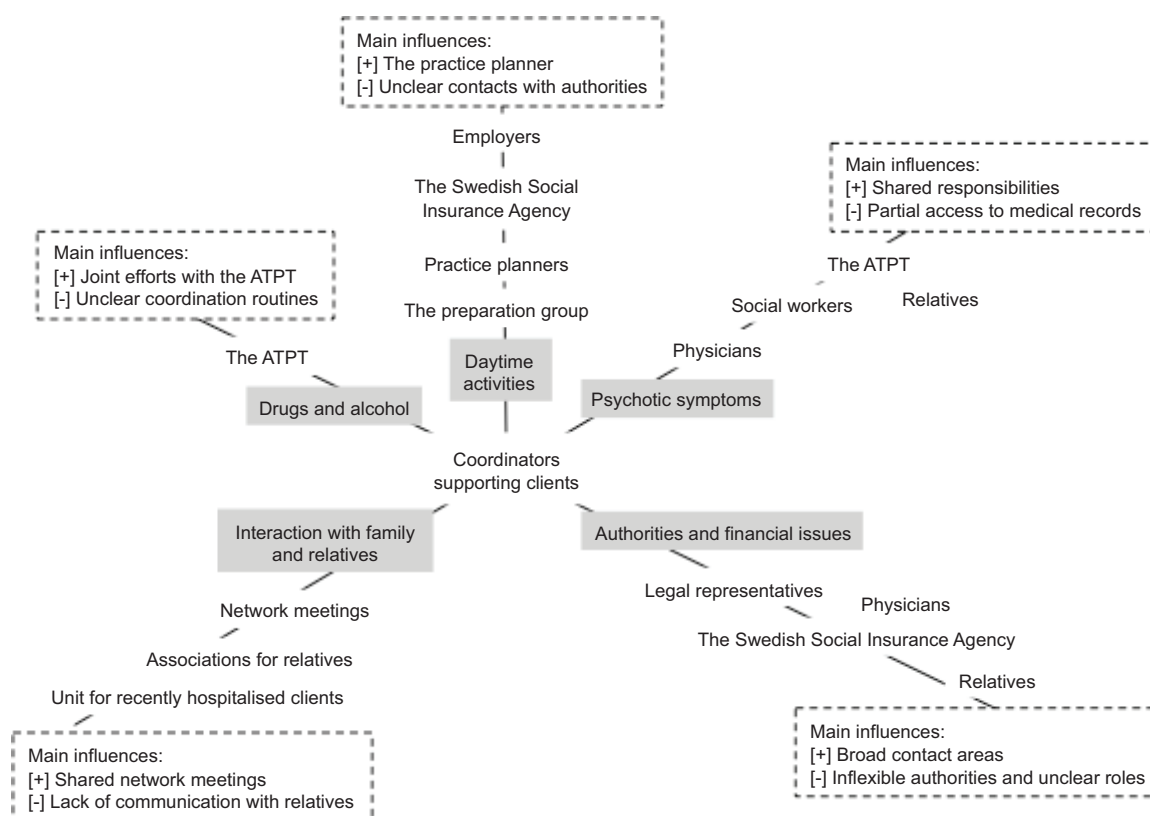 Main influences:
[+] The practice planner
[-] Unclear contacts with authorities
Employers
The Swedish Social
Insurance Agency
Practice planners
The preparation group
Daytime
activities
Main influences:
[+] Shared responsibilities
[-] Partial access to medical records
The ATPT
Relatives
Social workers
Physicians
Psychotic symptoms
Main influences:
[+] Joint efforts with the ATPT
[-] Unclear coordination routines
The ATPT
Drugs and alcohol
Coordinators
supporting clients
Interaction with family
and relatives
Network meetings
Associations for relatives
Unit for recently hospitalised clients
Main influences:
[+] Shared network meetings
[-] Lack of communication with relatives
Authorities and financial issues
Legal representatives
Physicians
The Swedish Social Insurance Agency
Relatives
Main influences:
[+] Broad contact areas
[-] Inflexible authorities and unclear roles